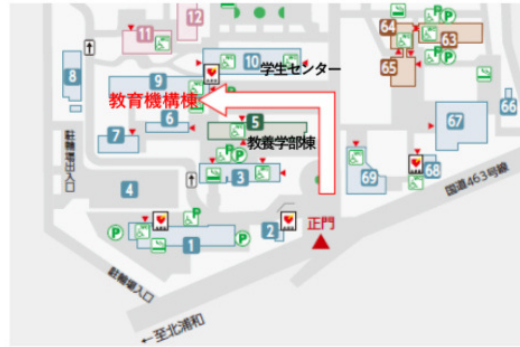 12
11
10
学生センター
64
63
65
8
9
教育機構棟
66
5
6
67
教養学部棟
7
駐輪場出入口
3
4
69
68
国道463号線
正門
2
1
駐輪場入口
←至北浦和
P
P
P
P
P
P
P
P